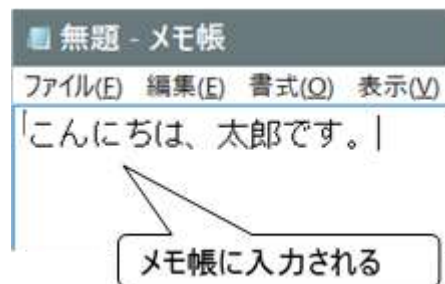 無題 - メモ帳
ファイル(F) 編集(E) 書式(O) 表示(V)
こんにちは、太郎です。
メモ帳に入力される